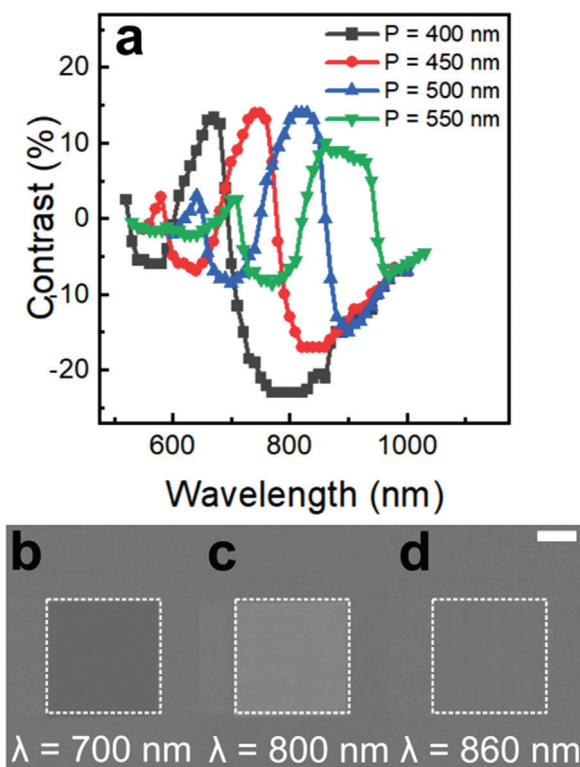 a
P = 400 nm
P = 450 nm
P = 500 nm
P = 550 nm
20
10
0
-10
-20
Contrast (%)
600 800 1000
Wavelength (nm)
b c d
λ = 700 nm λ = 800 nm λ = 860 nm